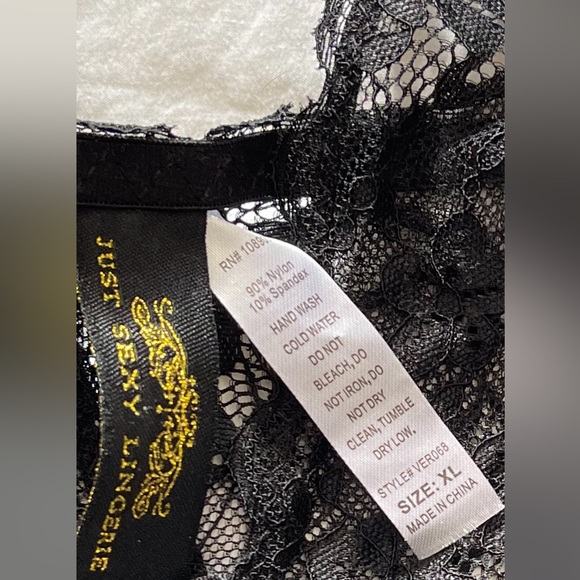 JUST SEXY LINGERIE
RN# 1089
90% Nylon
10% Spandex
HAND WASH
COLD WATER
DO NOT
BLEACH, DO
NOT IRON, DO
NOT DRY
CLEAN, TUMBLE
DRY LOW.
STYLE# VER068
SIZE: XL
MADE IN CHINA